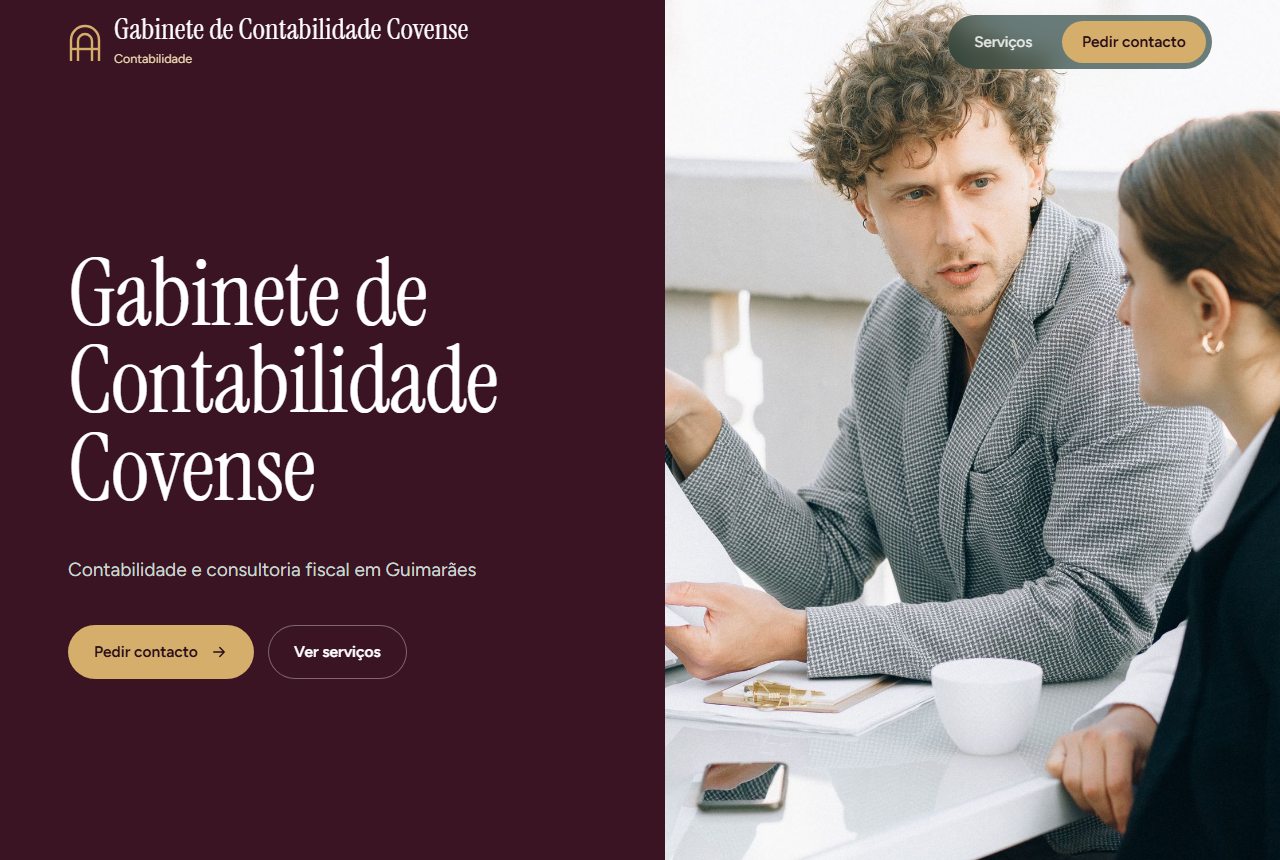 Gabinete de Contabilidade Covense
Contabilidade
Serviços
Pedir contacto
Gabinete de
Contabilidade
Covense
Contabilidade e consultoria fiscal em Guimarães
Pedir contacto →
Ver serviços